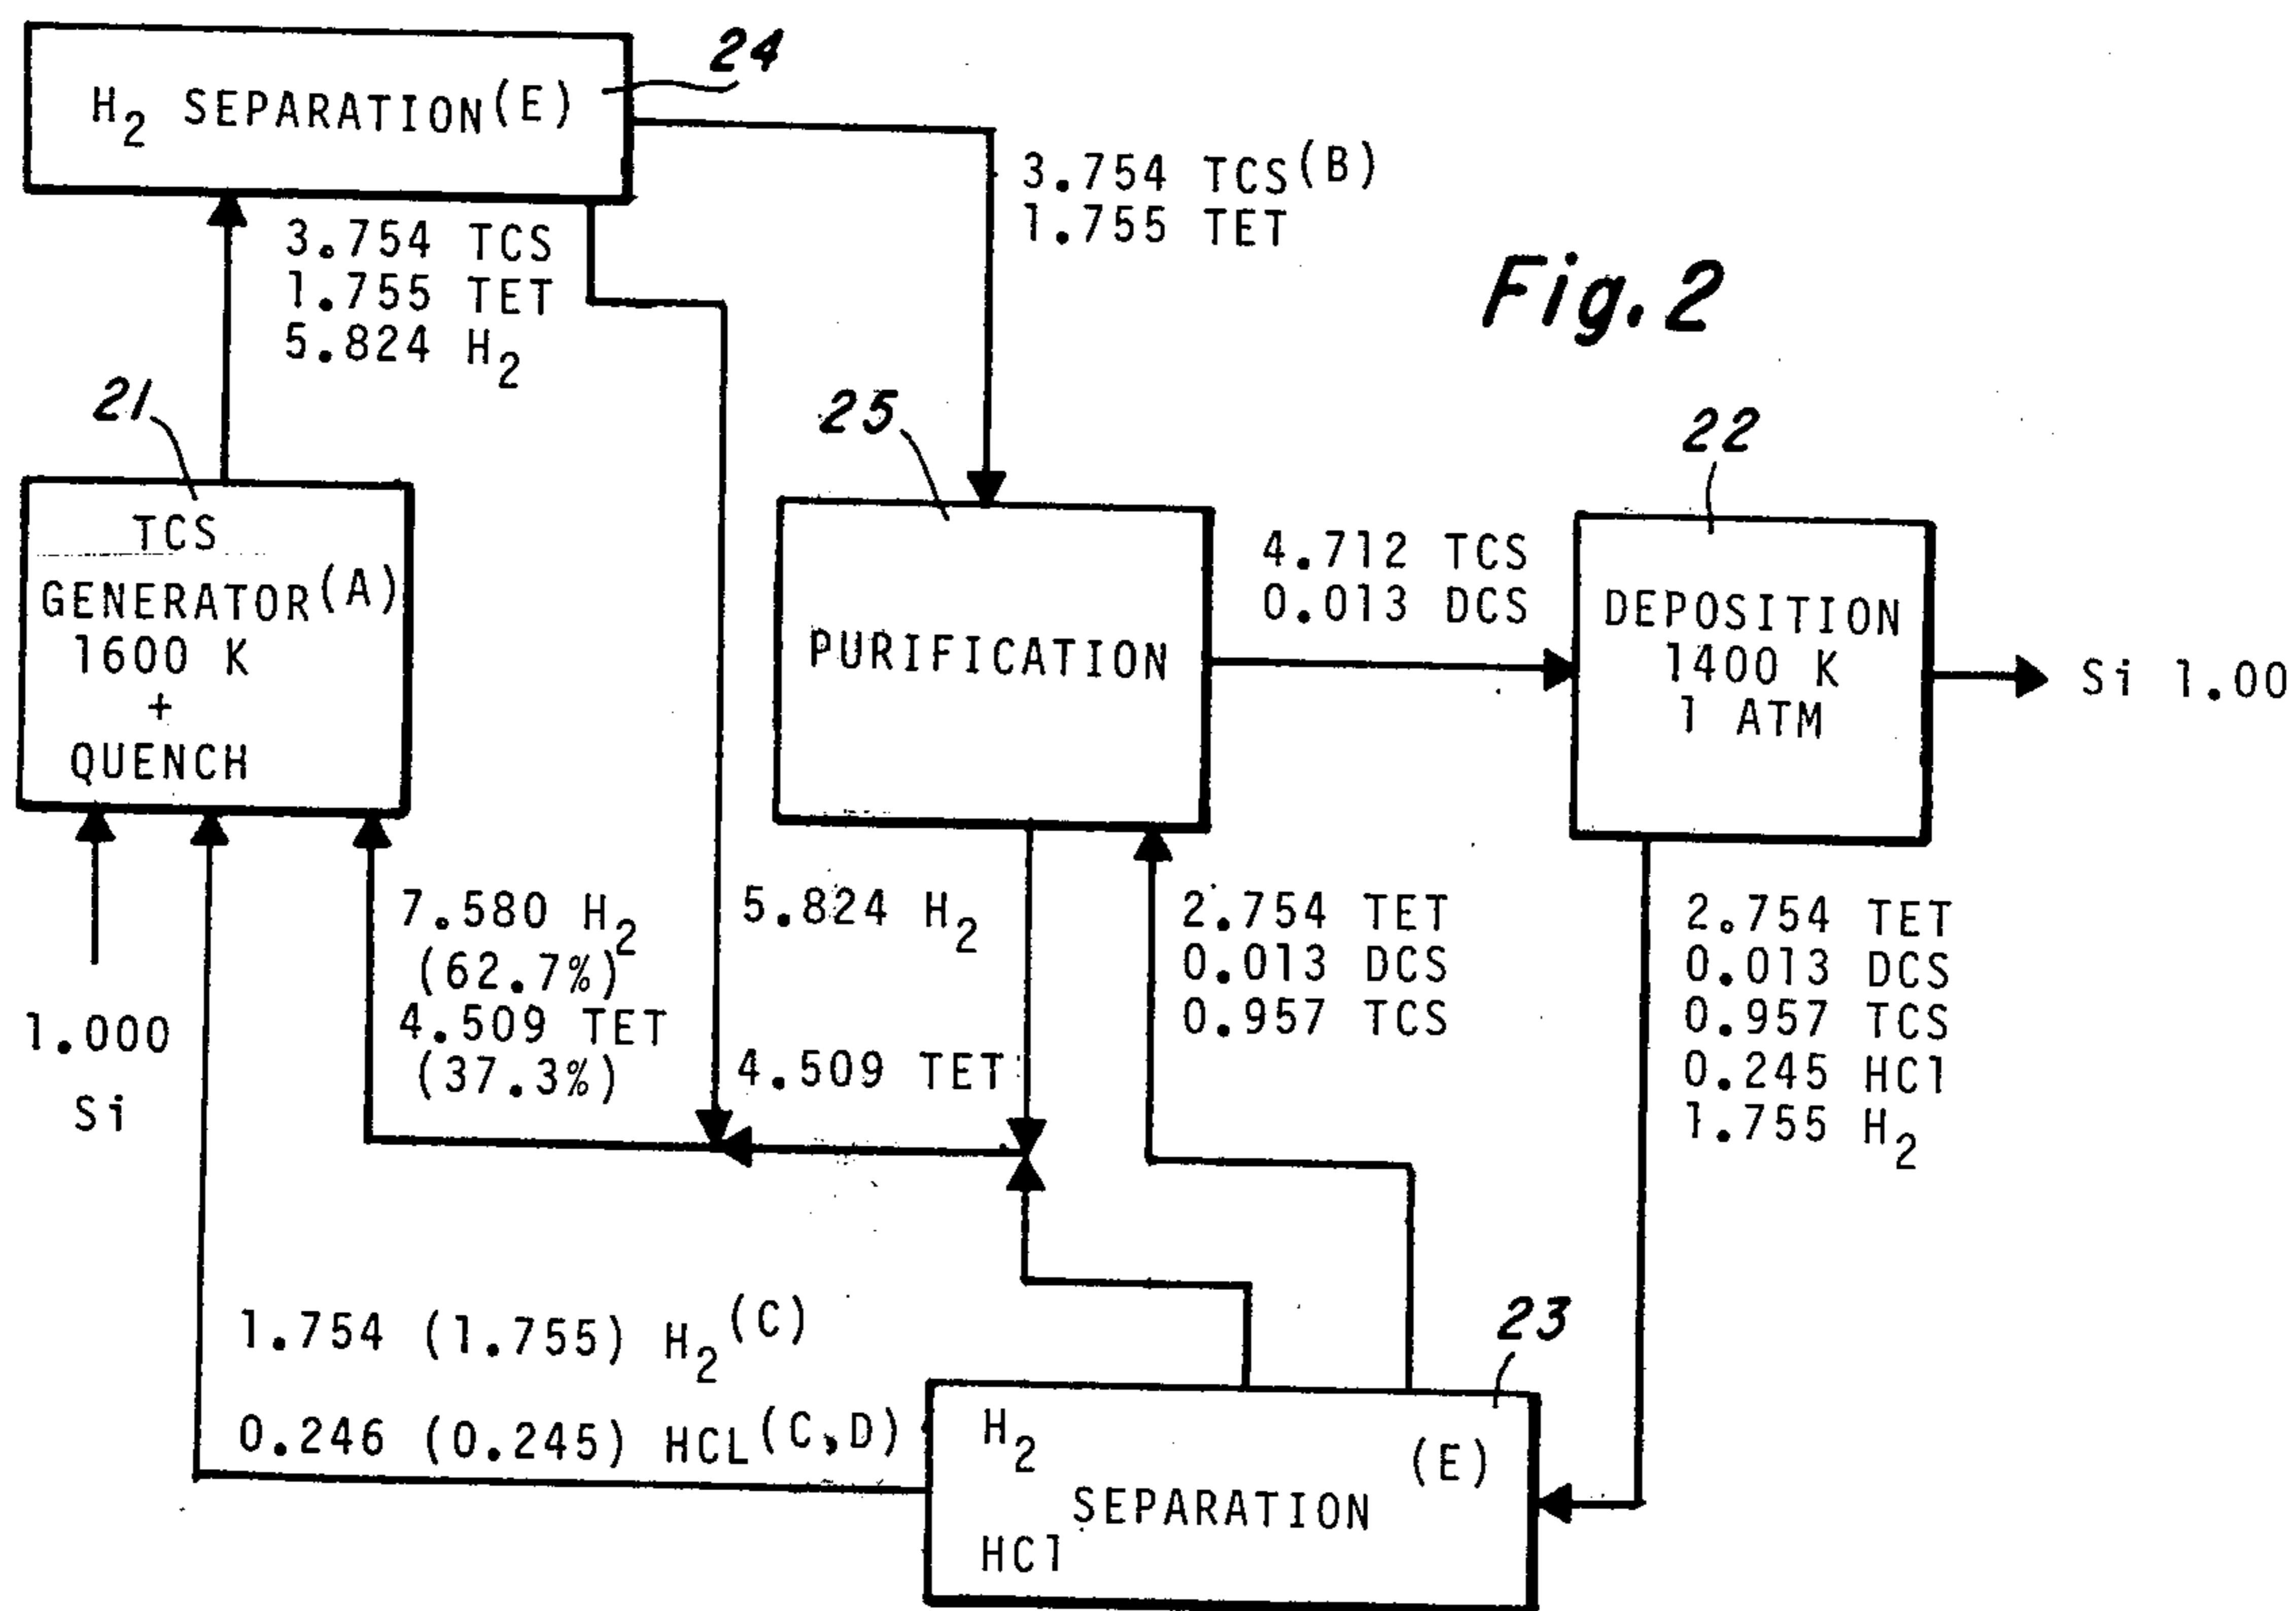 24
H2 SEPARATION(E)
3.754 TCS
1.755 TET
5.824 H2
3.754 TCS(B)
1.755 TET
Fig. 2
21
TCS
GENERATOR(A)
1600 K
+
QUENCH
25
PURIFICATION
4.712 TCS
0.013 DCS
22
DEPOSITION
1400 K
1 ATM
Si 1.00
1.000
Si
7.580 H2
(62.7%)
4.509 TET
(37.3%)
5.824 H2
4.509 TET
2.754 TET
0.013 DCS
0.957 TCS
2.754 TET
0.013 DCS
0.957 TCS
0.245 HCl
1.755 H2
1.754 (1.755) H2(C)
0.246 (0.245) HCL(C,D)
23
H2
(E)
SEPARATION
HCl